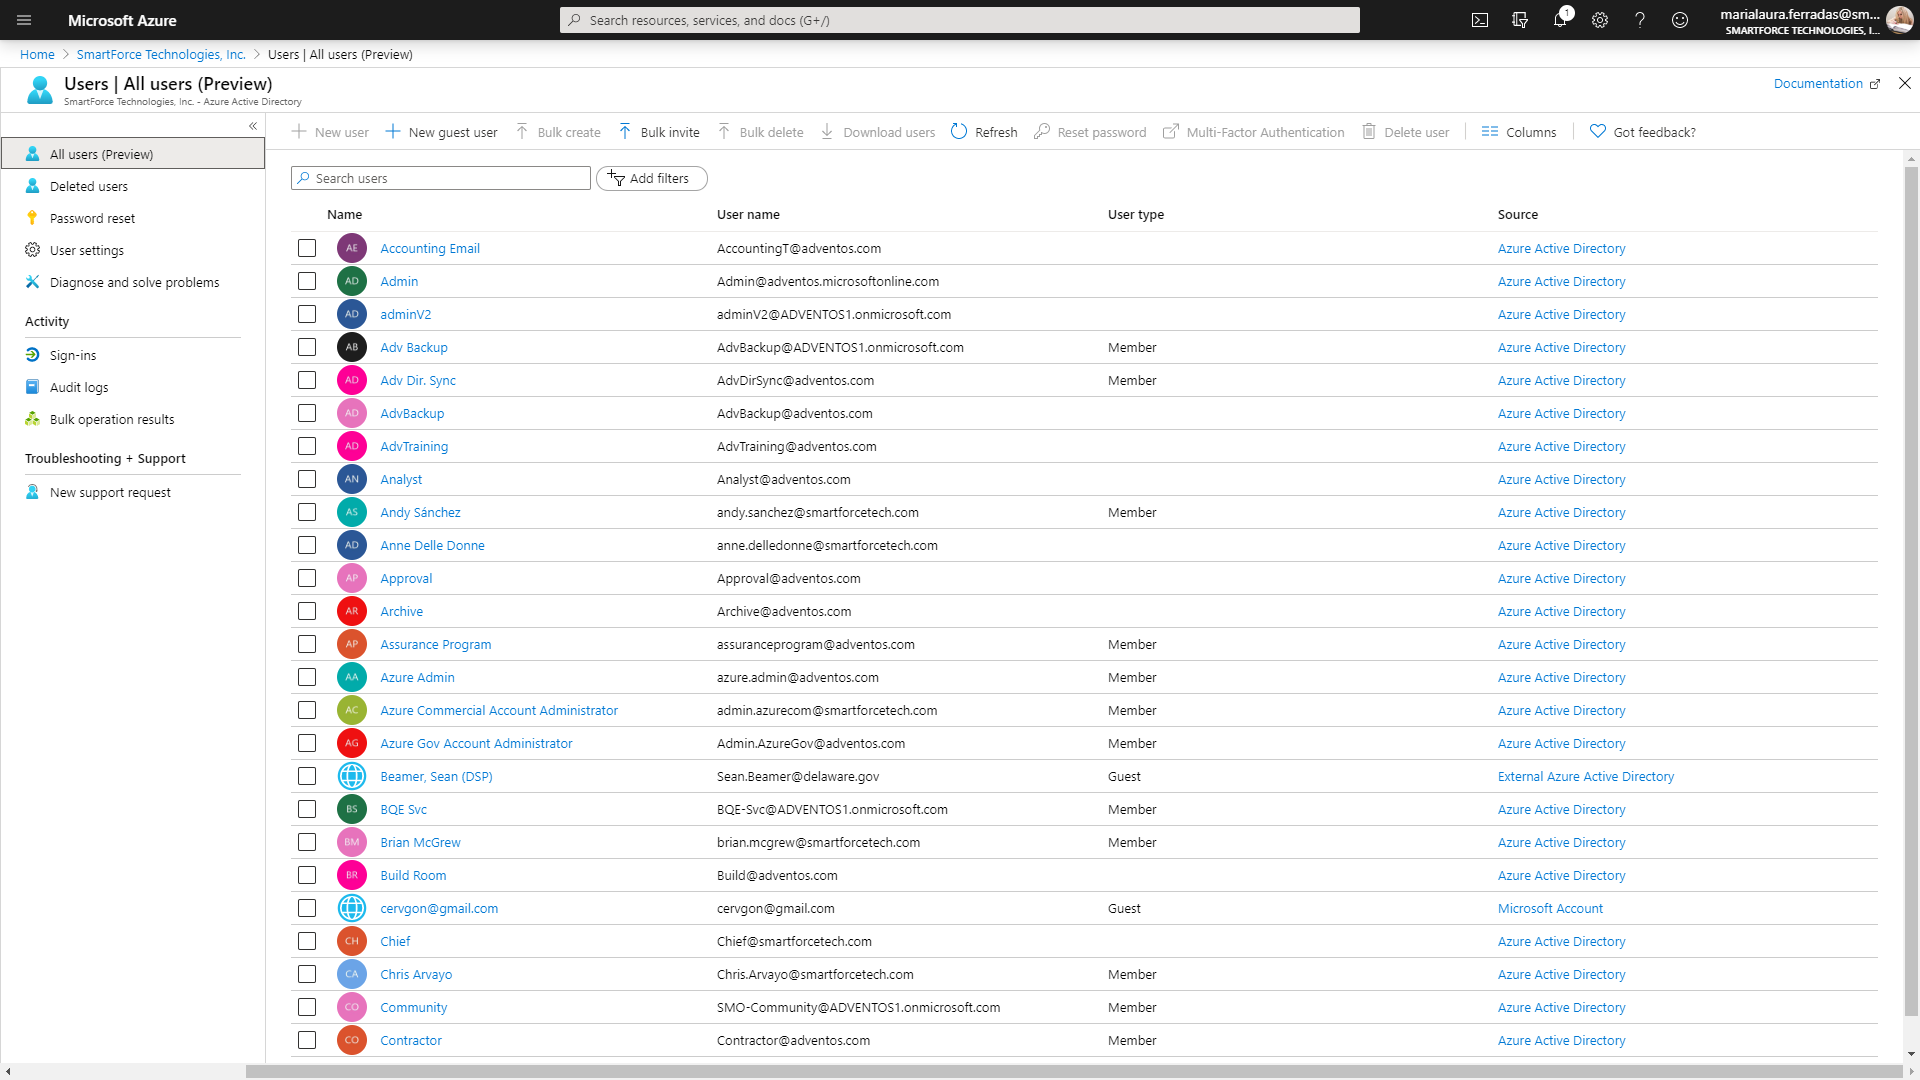 Microsoft Azure
Search resources, services, and docs (G+/)
1
marialaura.ferradas@sm...
SMARTFORCE TECHNOLOGIES, I...
Home > SmartForce Technologies, Inc. > Users | All users (Preview)
Users | All users (Preview)
SmartForce Technologies, Inc. - Azure Active Directory
Documentation
«
New user
New guest user
Bulk create
Bulk invite
Bulk delete
Download users
Refresh
Reset password
Multi-Factor Authentication
Delete user
Columns
Got feedback?
All users (Preview)
Deleted users
Password reset
User settings
Diagnose and solve problems
Activity
Sign-ins
Audit logs
Bulk operation results
Troubleshooting + Support
New support request
Search users
Add filters
Name User name User type Source
AE Accounting Email AccountingT@adventos.com Azure Active Directory
AD Admin Admin@adventos.microsoftonline.com Azure Active Directory
AD adminV2 adminV2@ADVENTOS1.onmicrosoft.com Azure Active Directory
AB Adv Backup AdvBackup@ADVENTOS1.onmicrosoft.com Member Azure Active Directory
AD Adv Dir. Sync AdvDirSync@adventos.com Member Azure Active Directory
AD AdvBackup AdvBackup@adventos.com Azure Active Directory
AD AdvTraining AdvTraining@adventos.com Azure Active Directory
AN Analyst Analyst@adventos.com Azure Active Directory
AS Andy Sánchez andy.sanchez@smartforcetech.com Member Azure Active Directory
AD Anne Delle Donne anne.delledonne@smartforcetech.com Azure Active Directory
AP Approval Approval@adventos.com Azure Active Directory
AR Archive Archive@adventos.com Azure Active Directory
AP Assurance Program assuranceprogram@adventos.com Member Azure Active Directory
AA Azure Admin azure.admin@adventos.com Member Azure Active Directory
AC Azure Commercial Account Administrator admin.azurecom@smartforcetech.com Member Azure Active Directory
AG Azure Gov Account Administrator Admin.AzureGov@adventos.com Member Azure Active Directory
Beamer, Sean (DSP) Sean.Beamer@delaware.gov Guest External Azure Active Directory
BS BQE Svc BQE-Svc@ADVENTOS1.onmicrosoft.com Member Azure Active Directory
BM Brian McGrew brian.mcgrew@smartforcetech.com Member Azure Active Directory
BR Build Room Build@adventos.com Azure Active Directory
cervgon@gmail.com cervgon@gmail.com Guest Microsoft Account
CH Chief Chief@smartforcetech.com Azure Active Directory
CA Chris Arvayo Chris.Arvayo@smartforcetech.com Member Azure Active Directory
CO Community SMO-Community@ADVENTOS1.onmicrosoft.com Member Azure Active Directory
CO Contractor Contractor@adventos.com Member Azure Active Directory